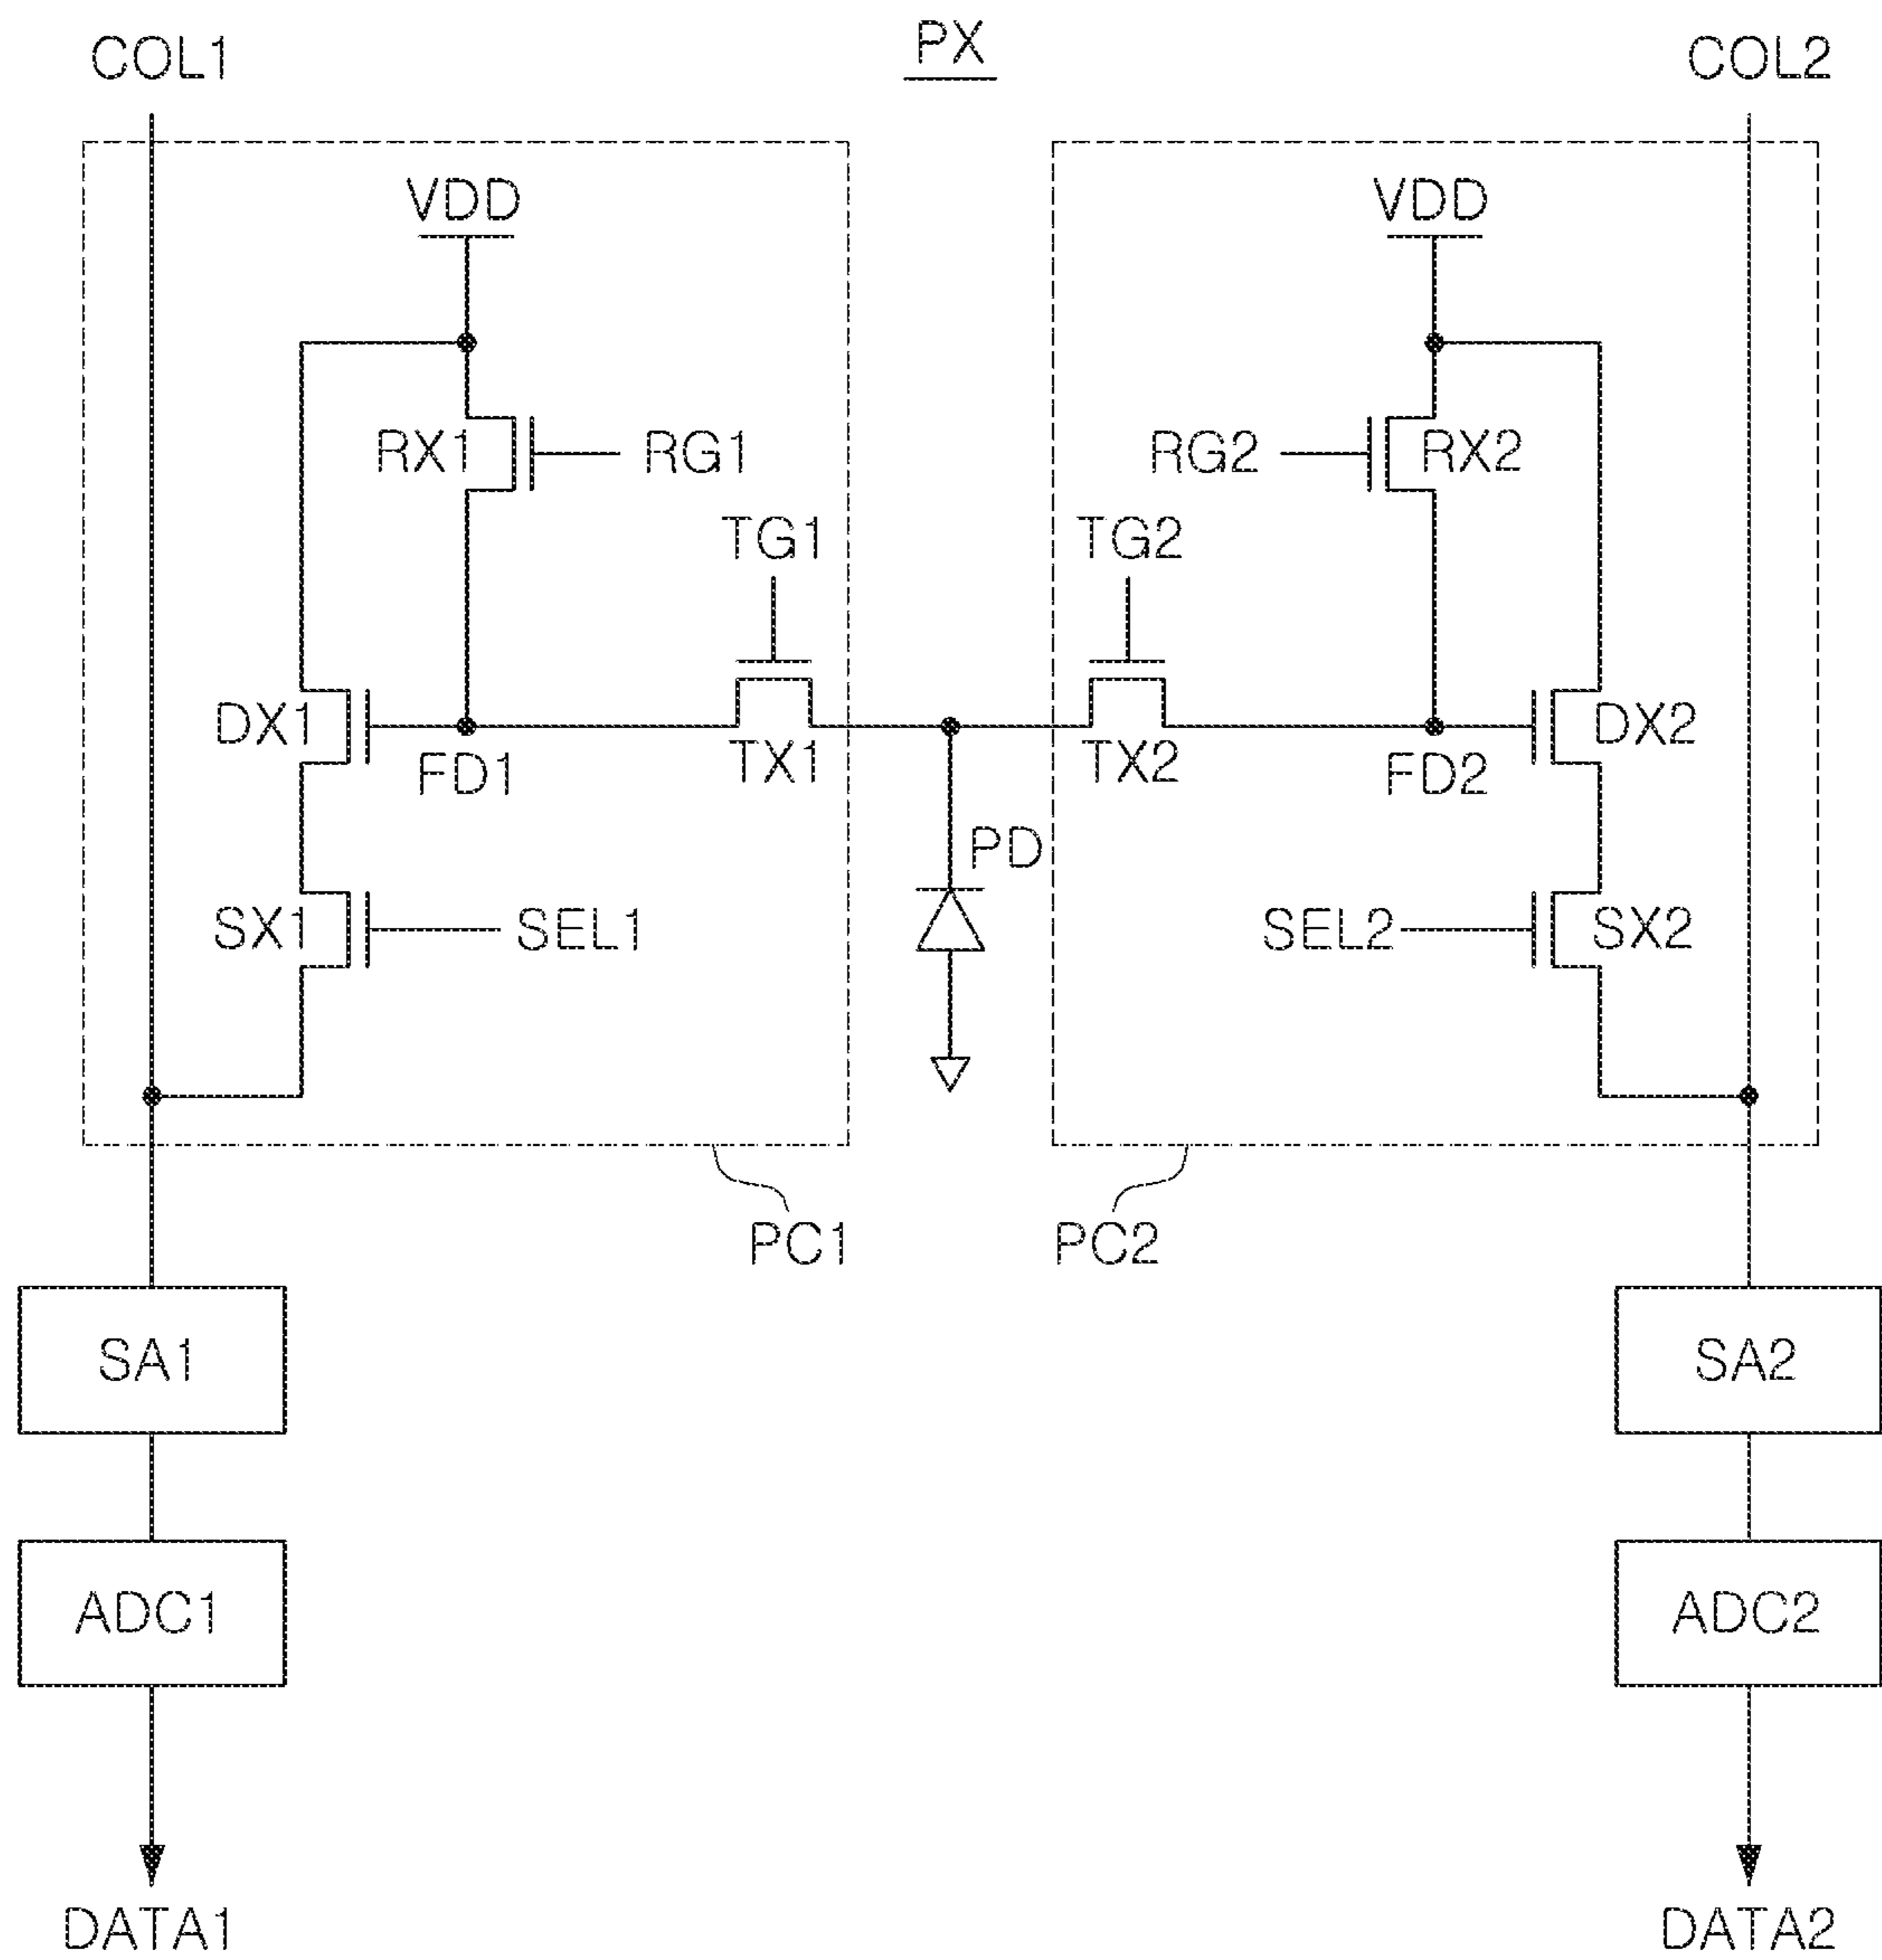 PX
COL1
COL2
VDD
VDD
RX1
RG1
RG2
RX2
TG1
TG2
DX1
FD1
TX1
TX2
FD2
DX2
PD
SX1
SEL1
SEL2
SX2
PC1
PC2
SA1
SA2
ADC1
ADC2
DATA1
DATA2